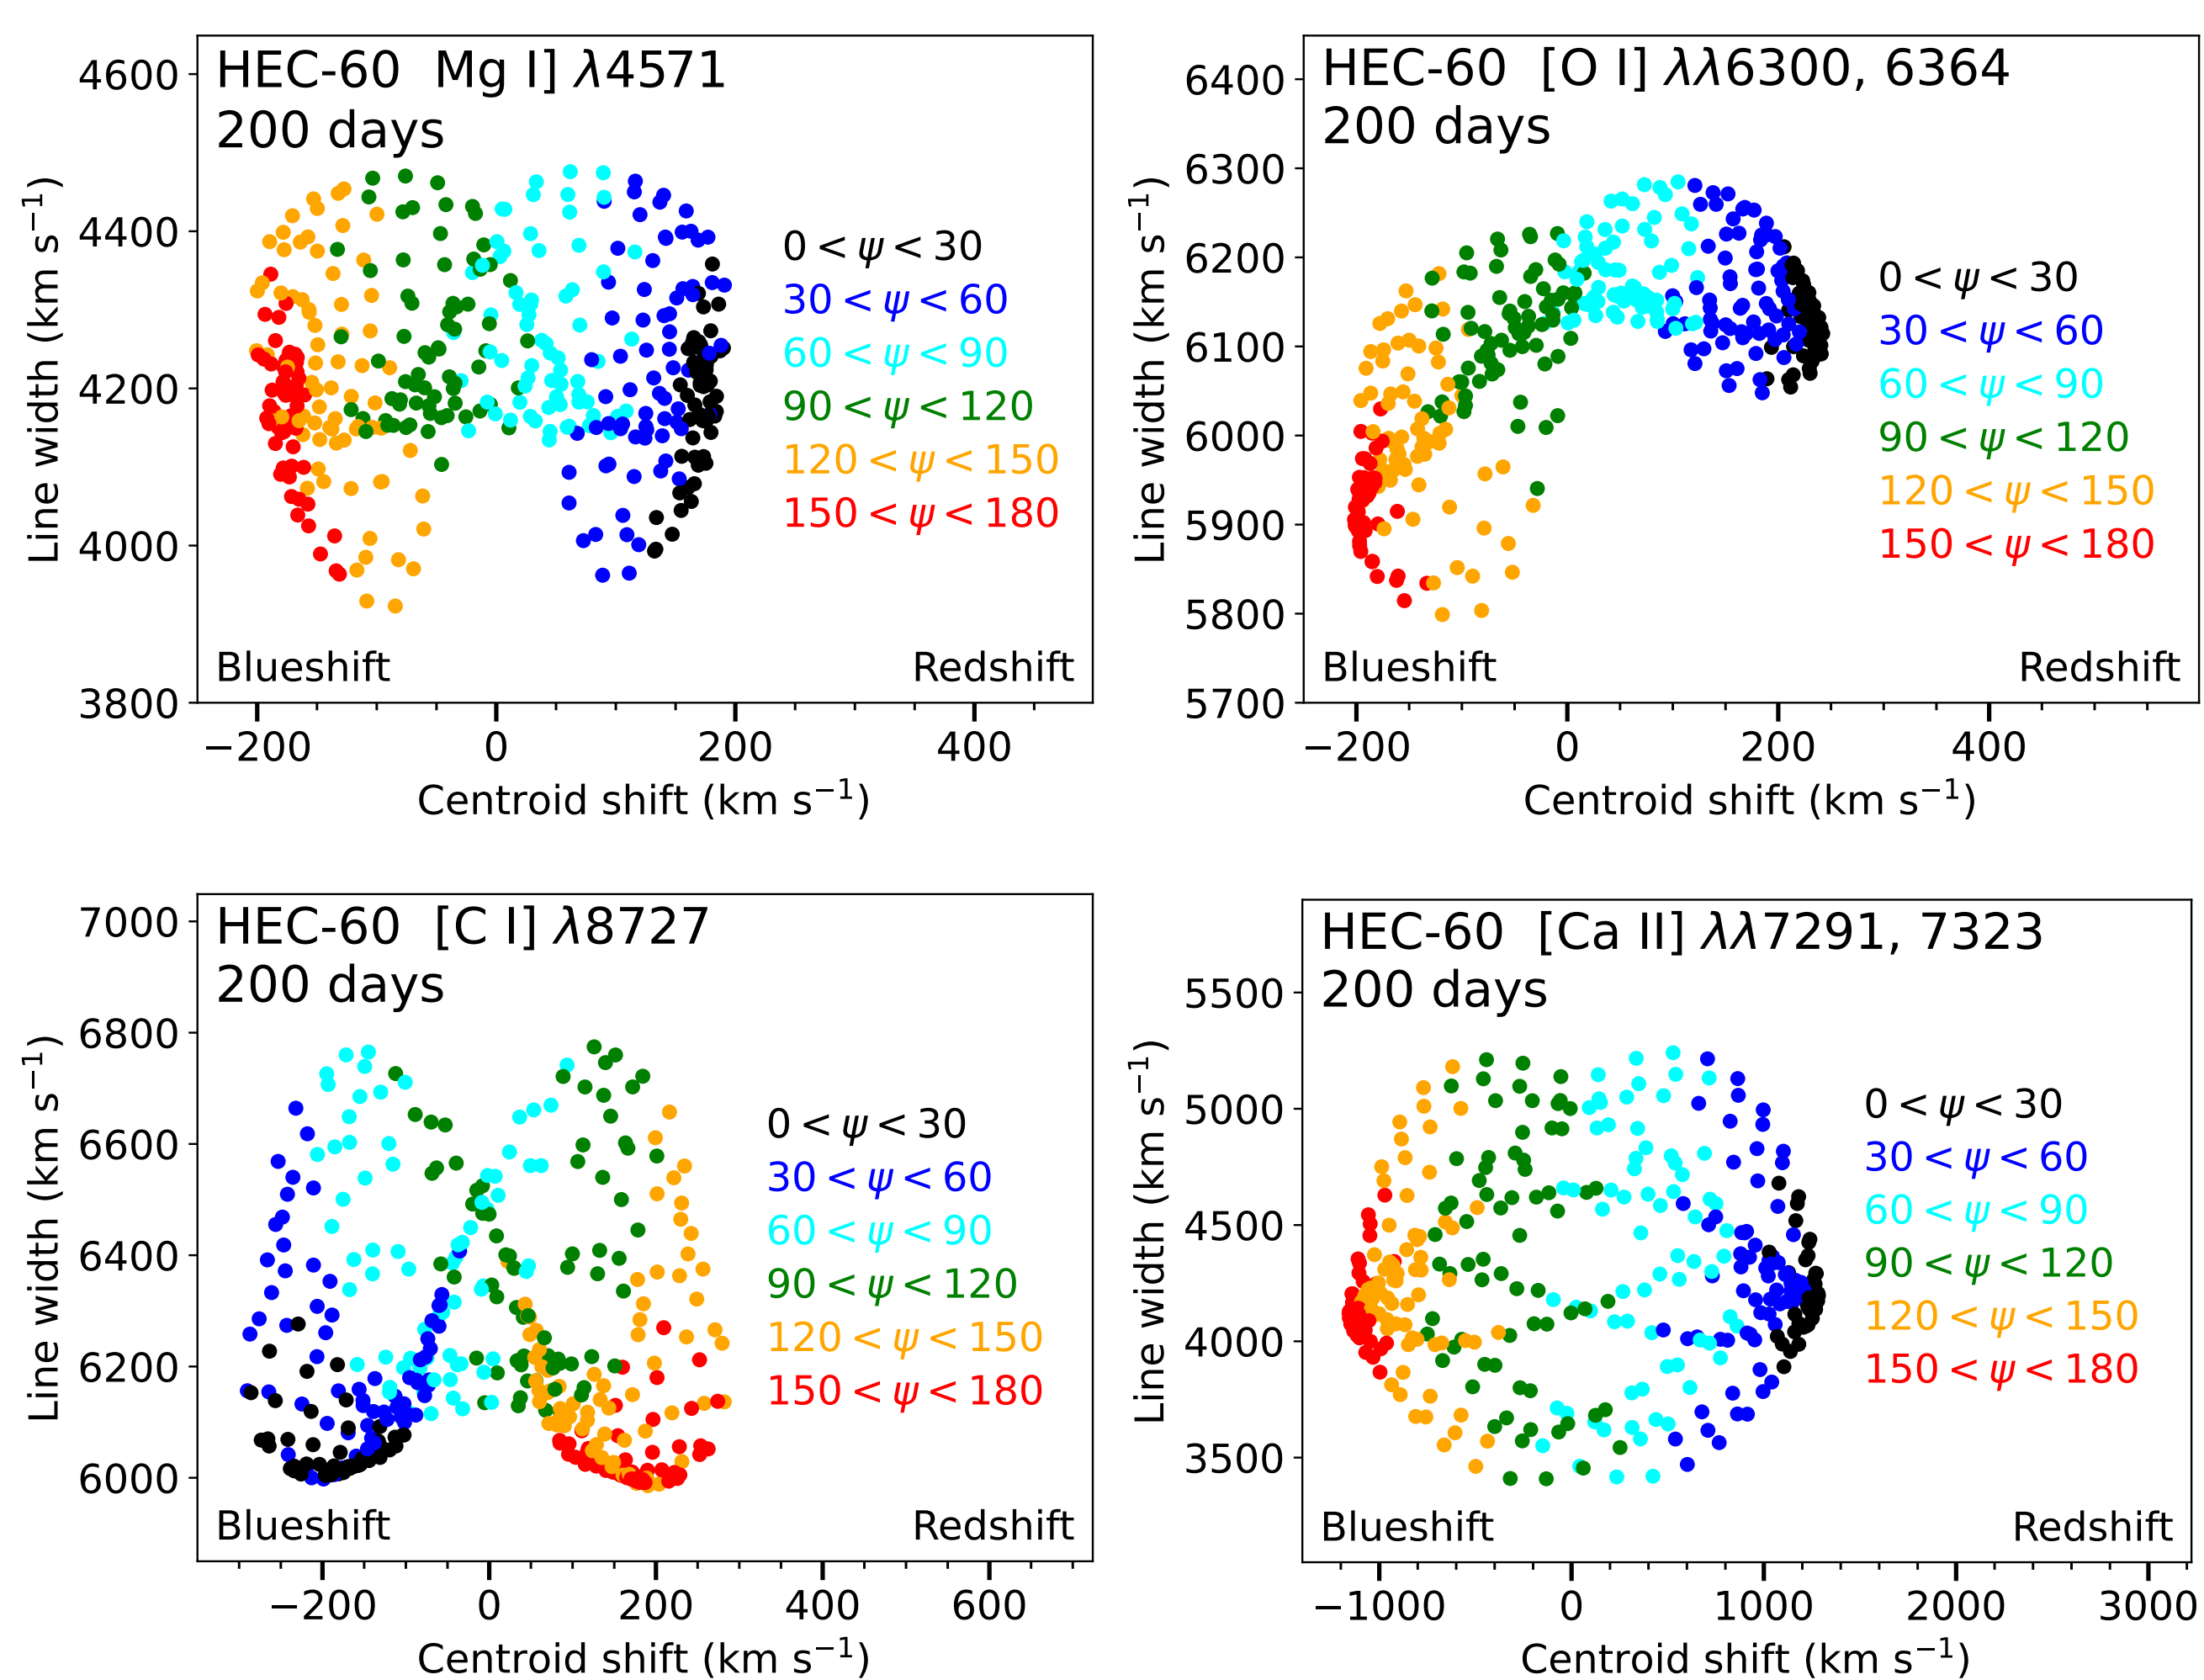 HEC-60 Mg I] λ4571
200 days
4600
4400
4200
4000
3800
Line width (km s⁻¹)
0 < ψ < 30
30 < ψ < 60
60 < ψ < 90
90 < ψ < 120
120 < ψ < 150
150 < ψ < 180
Blueshift
Redshift
−200 0 200 400
Centroid shift (km s⁻¹)
HEC-60 [O I] λλ6300, 6364
200 days
6400
6300
6200
6100
6000
5900
5800
5700
Line width (km s⁻¹)
0 < ψ < 30
30 < ψ < 60
60 < ψ < 90
90 < ψ < 120
120 < ψ < 150
150 < ψ < 180
Blueshift
Redshift
−200 0 200 400
Centroid shift (km s⁻¹)
HEC-60 [C I] λ8727
200 days
7000
6800
6600
6400
6200
6000
Line width (km s⁻¹)
0 < ψ < 30
30 < ψ < 60
60 < ψ < 90
90 < ψ < 120
120 < ψ < 150
150 < ψ < 180
Blueshift
Redshift
−200 0 200 400 600
Centroid shift (km s⁻¹)
HEC-60 [Ca II] λλ7291, 7323
200 days
5500
5000
4500
4000
3500
Line width (km s⁻¹)
0 < ψ < 30
30 < ψ < 60
60 < ψ < 90
90 < ψ < 120
120 < ψ < 150
150 < ψ < 180
Blueshift
Redshift
−1000 0 1000 2000 3000
Centroid shift (km s⁻¹)